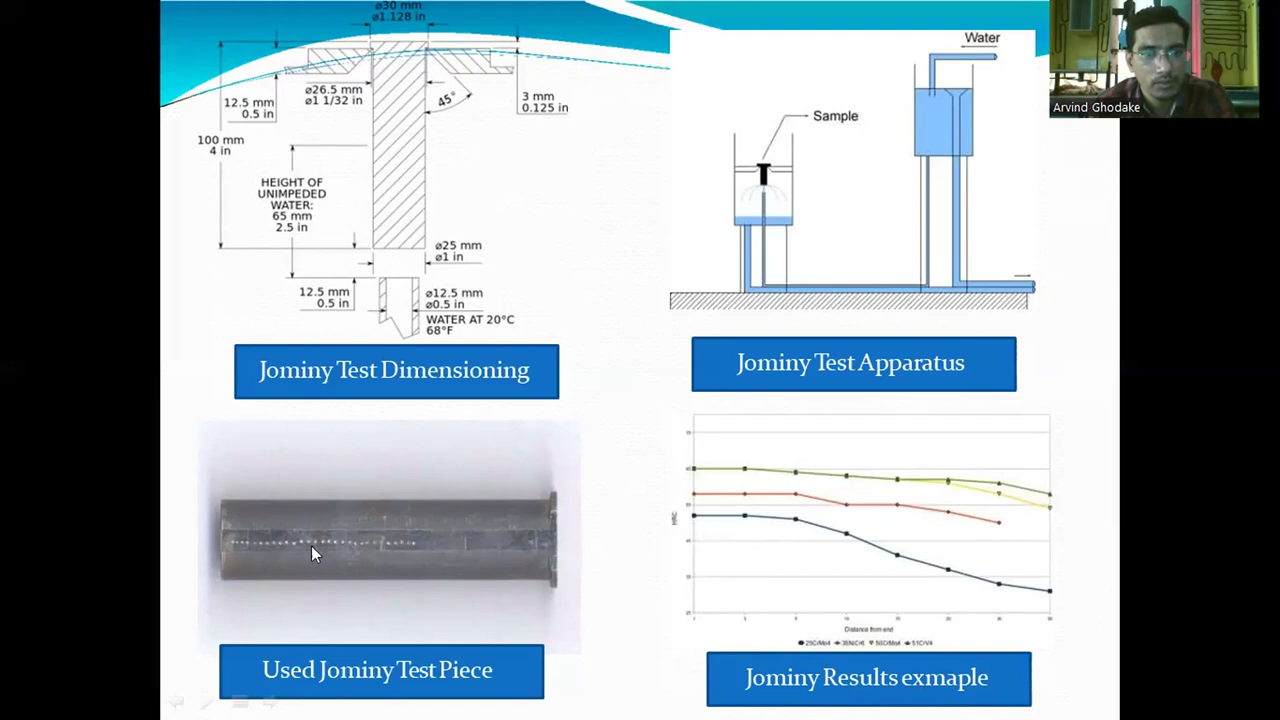 ø30 mm
ø1.128 in
ø26.5 mm
ø1 1/32 in
45°
3 mm
0.125 in
12.5 mm
0.5 in
100 mm
4 in
HEIGHT OF
UNIMPEDED
WATER:
65 mm
2.5 in
ø25 mm
ø1 in
12.5 mm
0.5 in
ø12.5 mm
ø0.5 in
WATER AT 20°C
68°F
Jominy Test Dimensioning
Water
Sample
Jominy Test Apparatus
Arvind Ghodake
Used Jominy Test Piece
HRC
Distance from end
Jominy Results exmaple